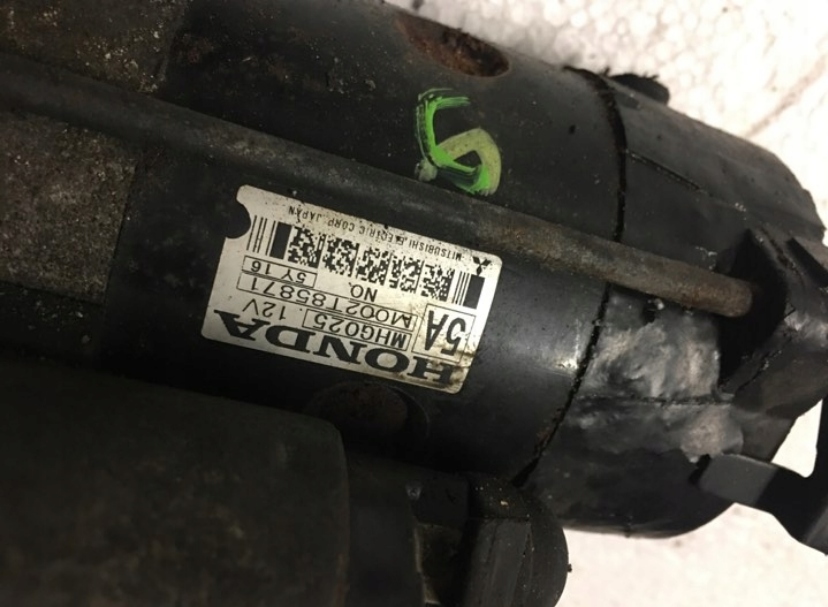 HONDA
5A
MHG025 12V
M002T85871
NO. 5Y16
MITSUBISHI ELECTRIC CORP. JAPAN